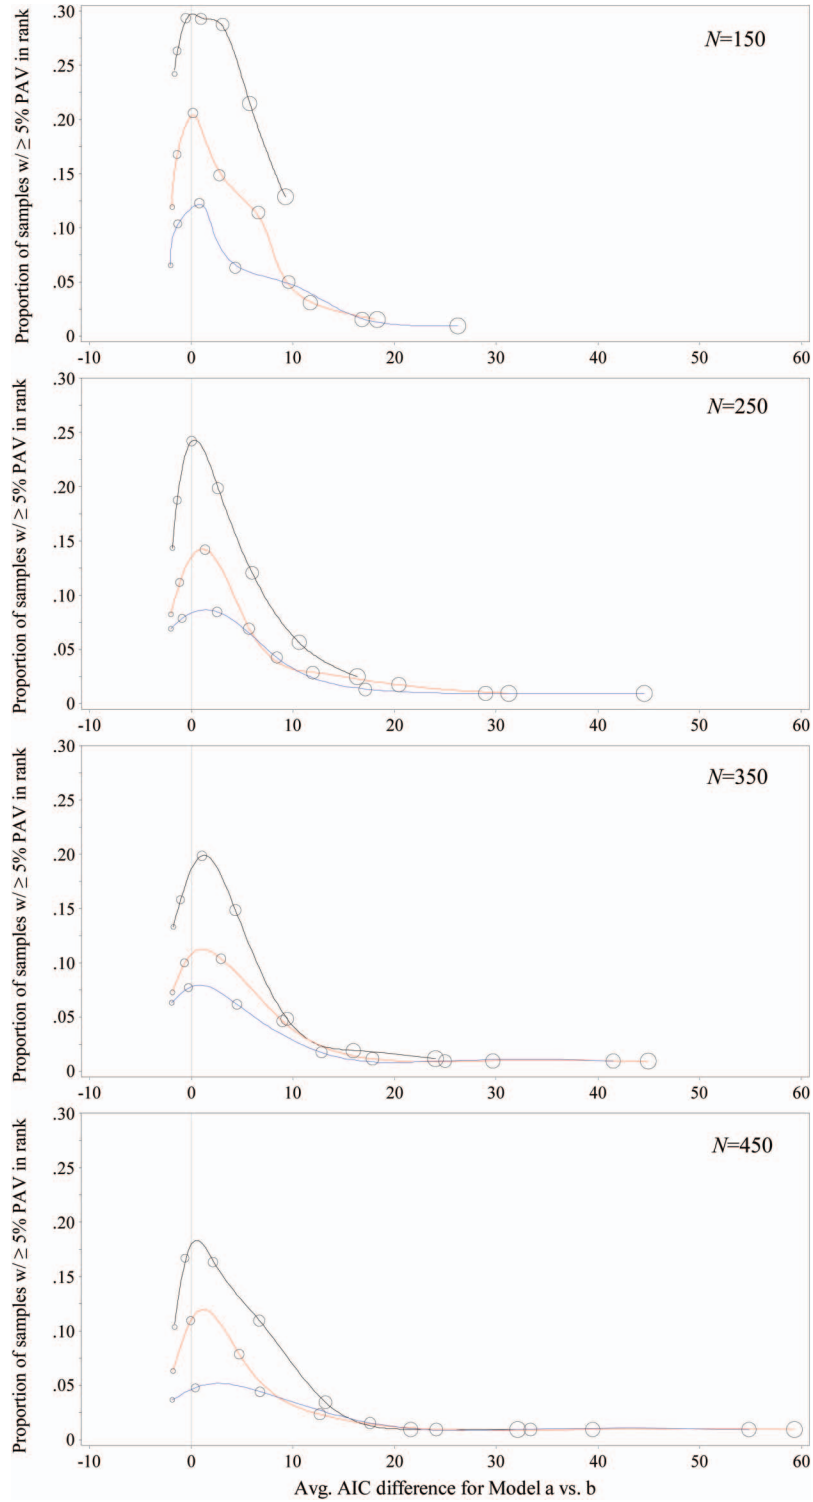 Proportion of samples w/ ≥ 5% PAV in rank
.30
.25
.20
.15
.10
.05
0
N=150
-10 0 10 20 30 40 50 60
Proportion of samples w/ ≥ 5% PAV in rank
.30
.25
.20
.15
.10
.05
0
N=250
-10 0 10 20 30 40 50 60
Proportion of samples w/ ≥ 5% PAV in rank
.30
.25
.20
.15
.10
.05
0
N=350
-10 0 10 20 30 40 50 60
Proportion of samples w/ ≥ 5% PAV in rank
.30
.25
.20
.15
.10
.05
0
N=450
-10 0 10 20 30 40 50 60
Avg. AIC difference for Model a vs. b